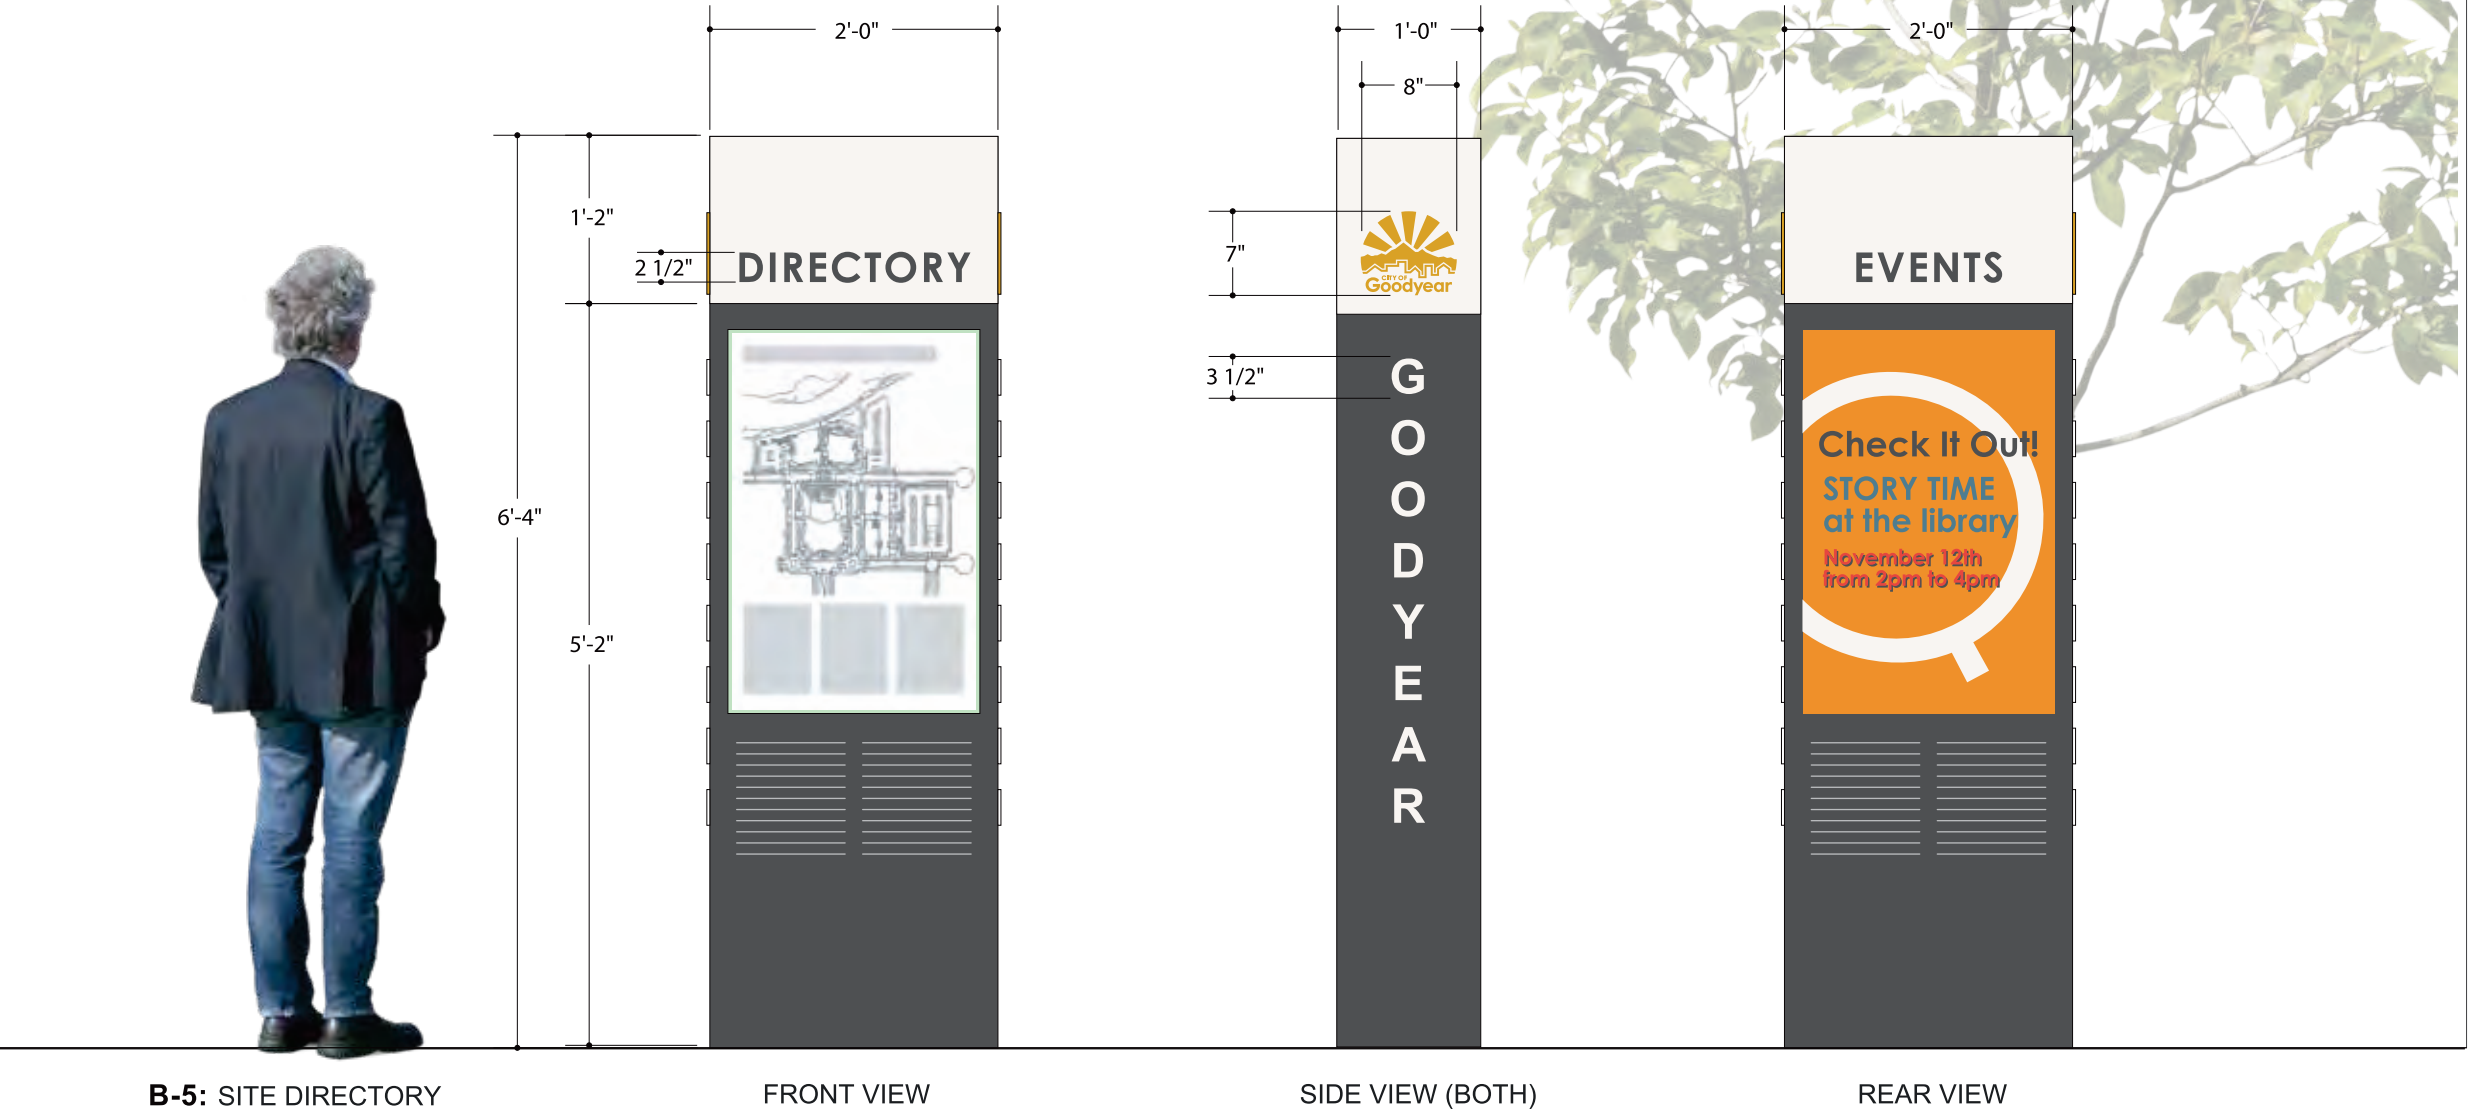 2'-0"
1'-0"
2'-0"
8"
1'-2"
2 1/2"
DIRECTORY
7"
CITY OF
Goodyear
EVENTS
3 1/2"
G
O
O
D
Y
E
A
R
6'-4"
5'-2"
Check It Out!
STORY TIME
at the library
November 12th
from 2pm to 4pm
B-5: SITE DIRECTORY
FRONT VIEW
SIDE VIEW (BOTH)
REAR VIEW